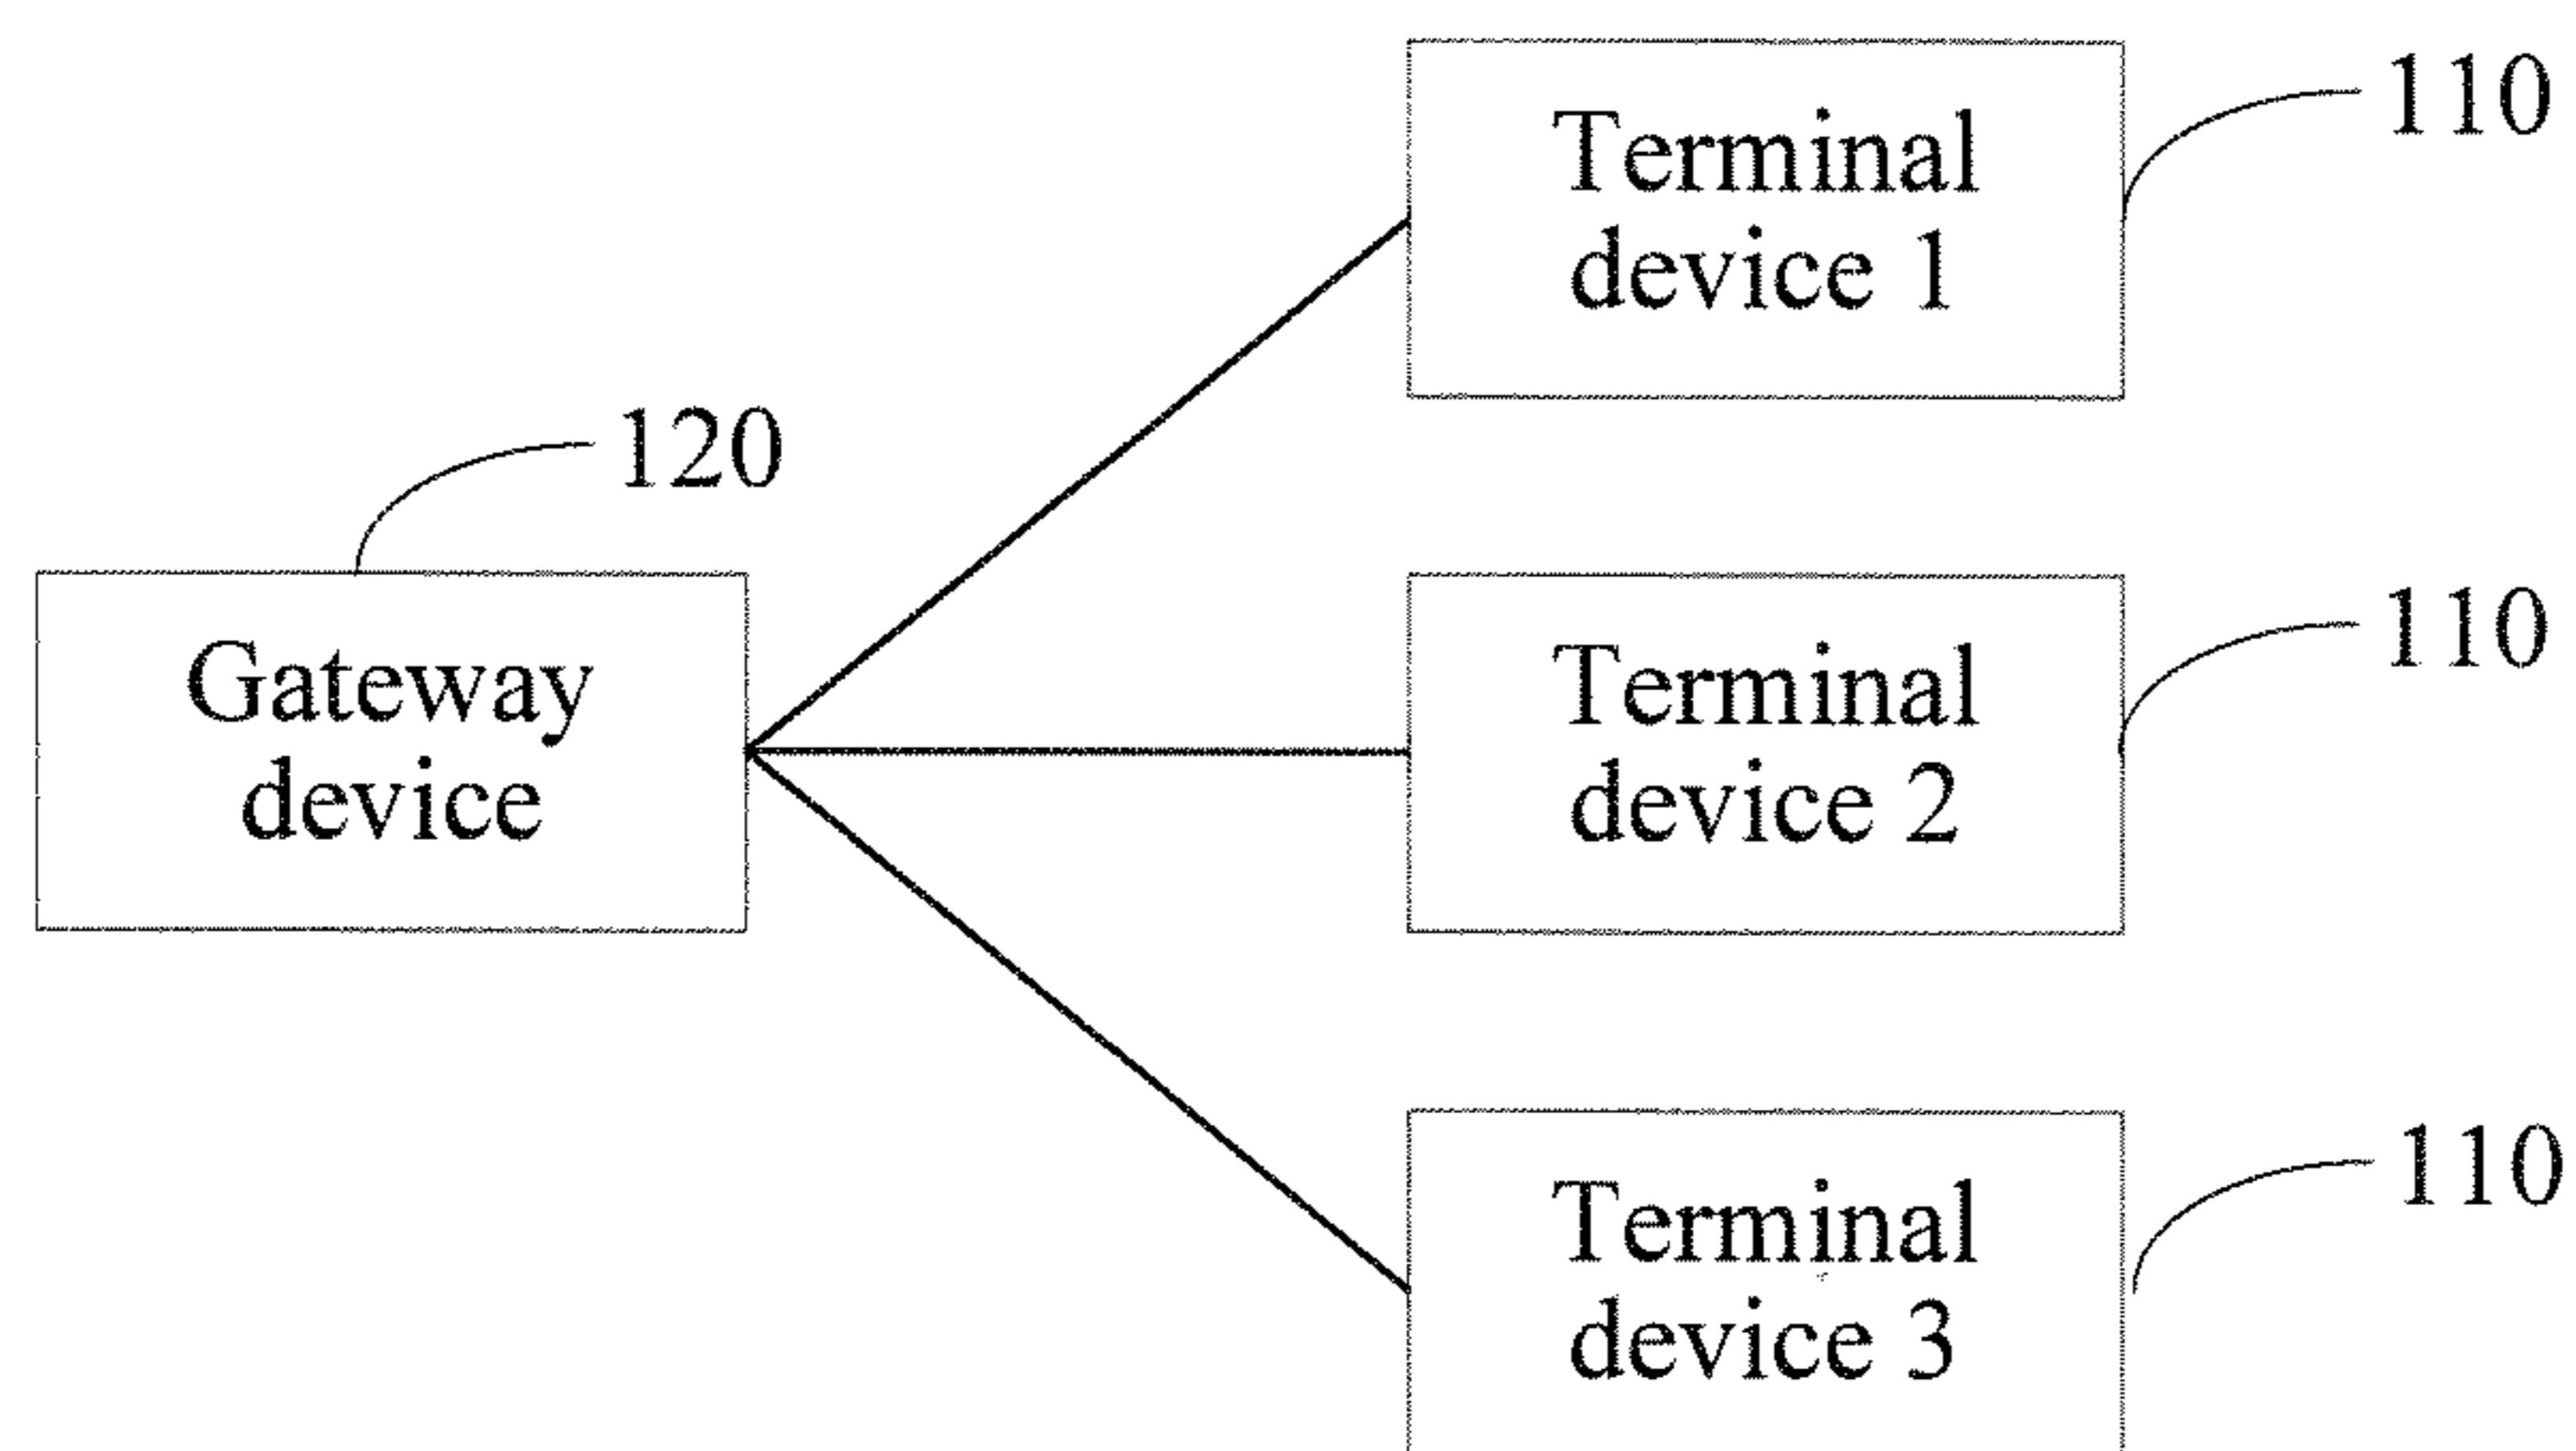 Terminal
device 1
110
120
Gateway
device
Terminal
device 2
110
Terminal
device 3
110